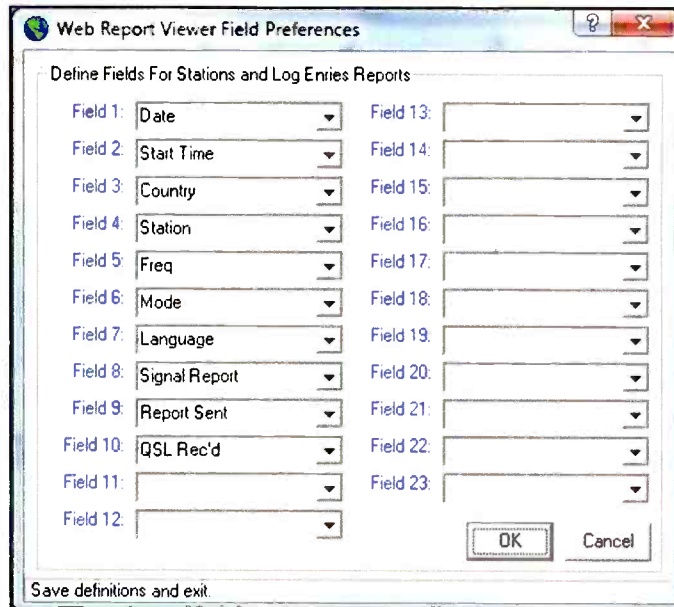 Web Report Viewer Field Preferences
Define Fields For Stations and Log Enries Reports
Field 1: Date
Field 2: Start Time
Field 3: Country
Field 4: Station
Field 5: Freq
Field 6: Mode
Field 7: Language
Field 8: Signal Report
Field 9: Report Sent
Field 10: QSL Rec'd
Field 11:
Field 12:
Field 13:
Field 14:
Field 15:
Field 16:
Field 17:
Field 18:
Field 19:
Field 20:
Field 21:
Field 22:
Field 23:
OK Cancel
Save definitions and exit.